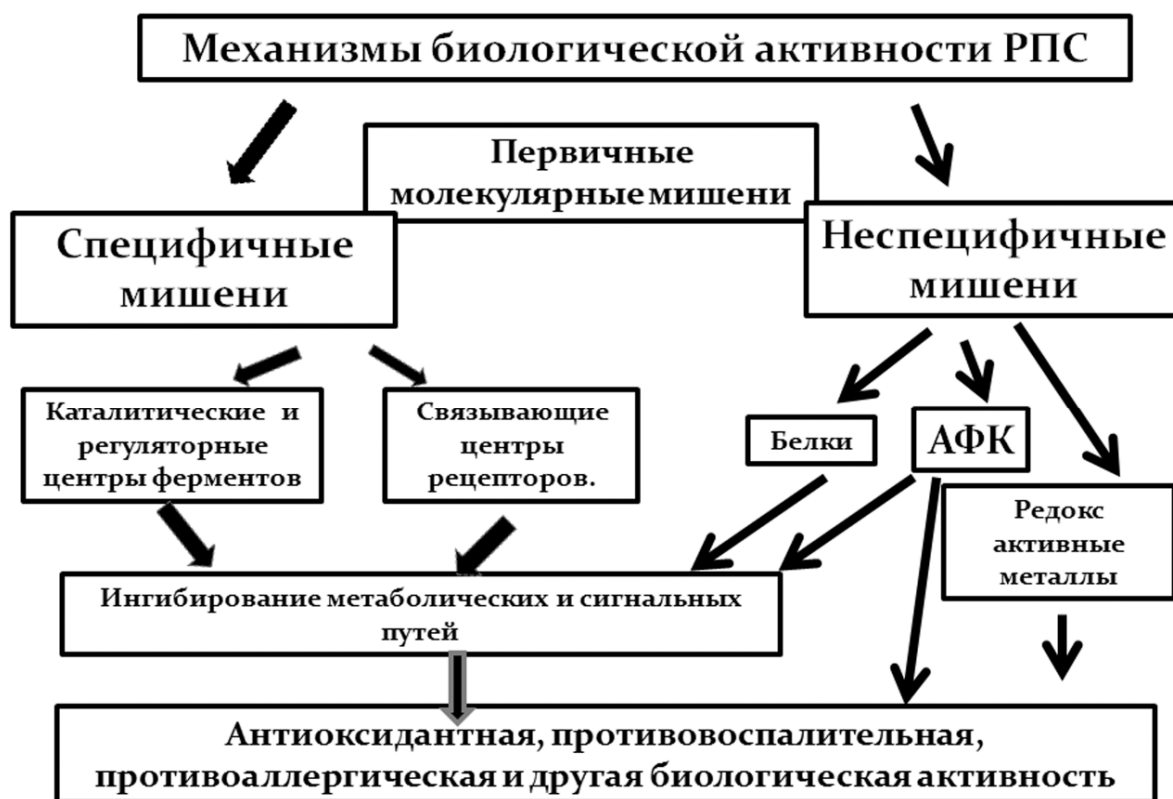 Механизмы биологической активности РПС
Первичные
молекулярные мишени
Специфичные
мишени
Неспецифичные
мишени
Каталитические и
регуляторные
центры ферментов
Связывающие
центры
рецепторов.
Белки
АФК
Редокс
активные
металлы
Ингибирование метаболических и сигнальных
путей
Антиоксидантная, противовоспалительная,
противоаллергическая и другая биологическая активность